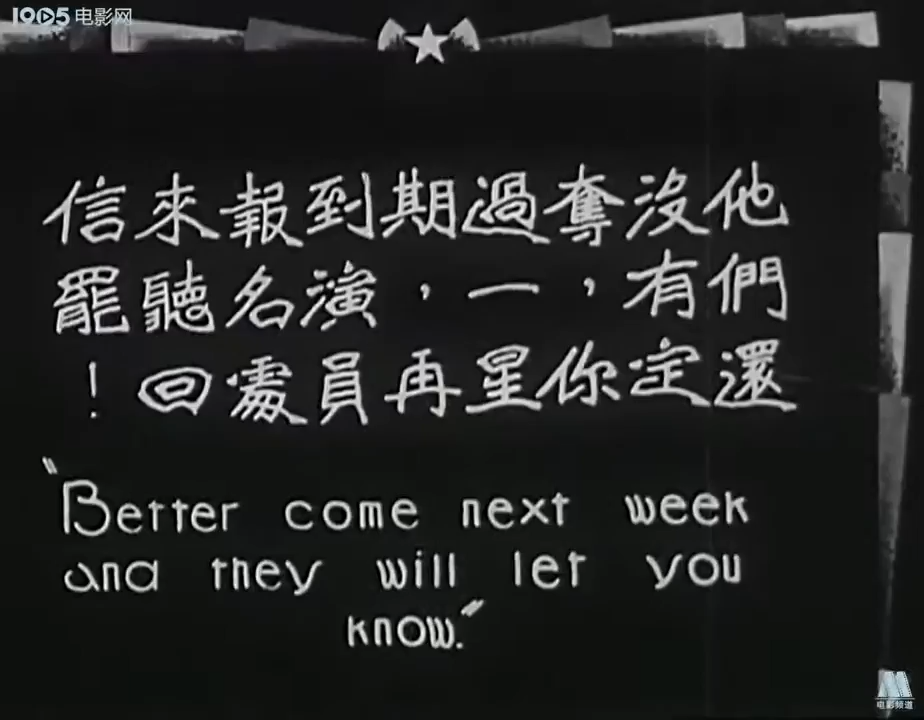 1905电影网
他們還
沒有定
奪，你
過一星
期，再
到演員
報名處
來聽回
信罷！
"Better come next week
and they will let you
know."
电影频道